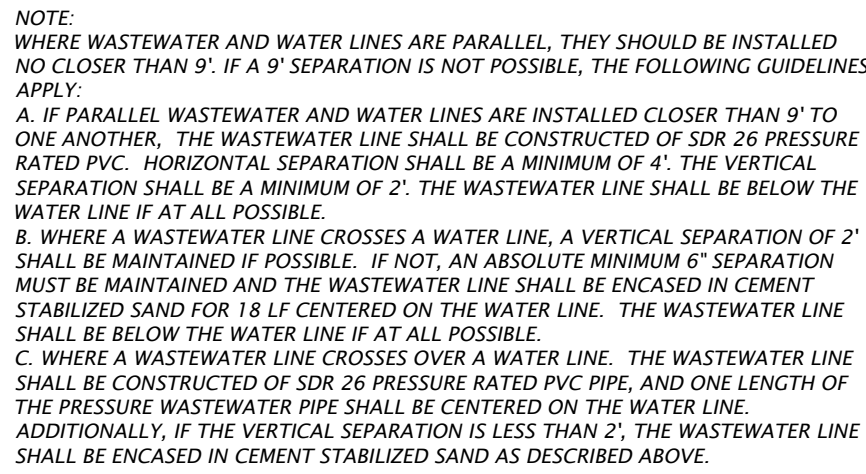 NOTE:
WHERE WASTEWATER AND WATER LINES ARE PARALLEL, THEY SHOULD BE INSTALLED
NO CLOSER THAN 9'. IF A 9' SEPARATION IS NOT POSSIBLE, THE FOLLOWING GUIDELINES
APPLY:
A. IF PARALLEL WASTEWATER AND WATER LINES ARE INSTALLED CLOSER THAN 9' TO
ONE ANOTHER, THE WASTEWATER LINE SHALL BE CONSTRUCTED OF SDR 26 PRESSURE
RATED PVC. HORIZONTAL SEPARATION SHALL BE A MINIMUM OF 4'. THE VERTICAL
SEPARATION SHALL BE A MINIMUM OF 2'. THE WASTEWATER LINE SHALL BE BELOW THE
WATER LINE IF AT ALL POSSIBLE.
B. WHERE A WASTEWATER LINE CROSSES A WATER LINE, A VERTICAL SEPARATION OF 2'
SHALL BE MAINTAINED IF POSSIBLE. IF NOT, AN ABSOLUTE MINIMUM 6" SEPARATION
MUST BE MAINTAINED AND THE WASTEWATER LINE SHALL BE ENCASED IN CEMENT
STABILIZED SAND FOR 18 LF CENTERED ON THE WATER LINE. THE WASTEWATER LINE
SHALL BE BELOW THE WATER LINE IF AT ALL POSSIBLE.
C. WHERE A WASTEWATER LINE CROSSES OVER A WATER LINE. THE WASTEWATER LINE
SHALL BE CONSTRUCTED OF SDR 26 PRESSURE RATED PVC PIPE, AND ONE LENGTH OF
THE PRESSURE WASTEWATER PIPE SHALL BE CENTERED ON THE WATER LINE.
ADDITIONALLY, IF THE VERTICAL SEPARATION IS LESS THAN 2', THE WASTEWATER LINE
SHALL BE ENCASED IN CEMENT STABILIZED SAND AS DESCRIBED ABOVE.